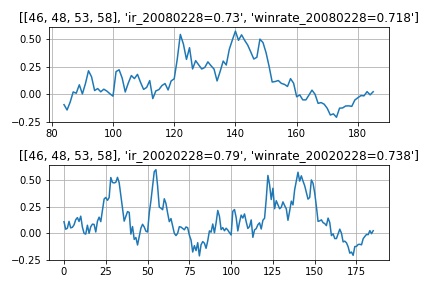 [[46, 48, 53, 58], 'ir_20080228=0.73', 'winrate_20080228=0.718']
0.50
0.25
0.00
−0.25
80 100 120 140 160 180
[[46, 48, 53, 58], 'ir_20020228=0.79', 'winrate_20020228=0.738']
0.50
0.25
0.00
−0.25
0 25 50 75 100 125 150 175